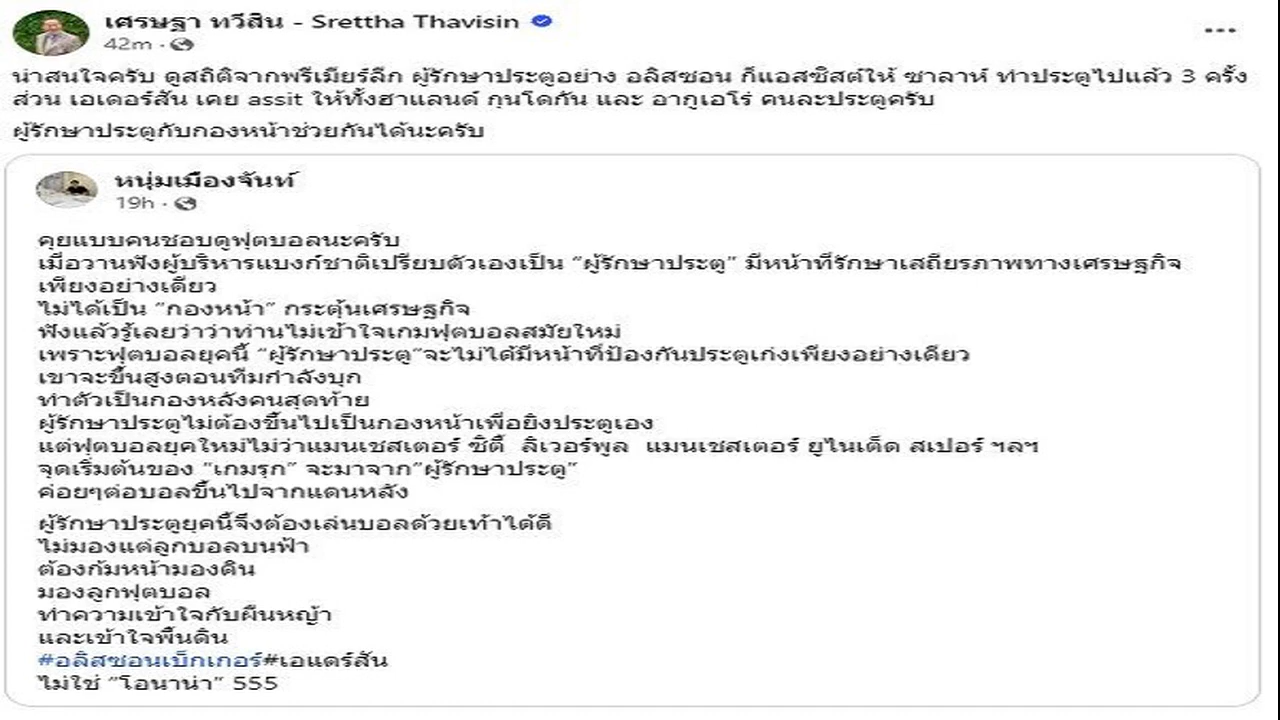 เศรษฐา ทวีสิน - Srettha Thavisin
42m ·
น่าสนใจครับ ดูสถิติจากพรีเมียร์ลีก ผู้รักษาประตูอย่าง อลิสซอน ก็แอสซิสต์ให้ ซาลาห์ ทำประตูไปแล้ว 3 ครั้ง
ส่วน เอเดอร์สัน เคย assit ให้ทั้งฮาแลนด์ กุนโดกัน และ อากูเอโร่ คนละประตูครับ
ผู้รักษาประตูกับกองหน้าช่วยกันได้นะครับ
หนุ่มเมืองจันท์
19h ·
คุยแบบคนชอบดูฟุตบอลนะครับ
เมื่อวานฟังผู้บริหารแบงก์ชาติเปรียบตัวเองเป็น “ผู้รักษาประตู” มีหน้าที่รักษาเสถียรภาพทางเศรษฐกิจ
เพียงอย่างเดียว
ไม่ได้เป็น “กองหน้า” กระตุ้นเศรษฐกิจ
ฟังแล้วรู้เลยว่าว่าท่านไม่เข้าใจเกมฟุตบอลสมัยใหม่
เพราะฟุตบอลยุคนี้ “ผู้รักษาประตู”จะไม่ได้มีหน้าที่ป้องกันประตูเก่งเพียงอย่างเดียว
เขาจะขึ้นสูงตอนทีมกำลังบุก
ทำตัวเป็นกองหลังคนสุดท้าย
ผู้รักษาประตูไม่ต้องขึ้นไปเป็นกองหน้าเพื่อยิงประตูเอง
แต่ฟุตบอลยุคใหม่ไม่ว่าแมนเชสเตอร์ ซิตี้ ลิเวอร์พูล แมนเชสเตอร์ ยูไนเต็ด สเปอร์ ฯลฯ
จุดเริ่มต้นของ “เกมรุก” จะมาจาก”ผู้รักษาประตู”
ค่อยๆต่อบอลขึ้นไปจากแดนหลัง
ผู้รักษาประตูยุคนี้จึงต้องเล่นบอลด้วยเท้าได้ดี
ไม่มองแต่ลูกบอลบนฟ้า
ต้องก้มหน้ามองดิน
มองลูกฟุตบอล
ทำความเข้าใจกับผืนหญ้า
และเข้าใจพื้นดิน
#อลิสซอนเบ็กเกอร์#เอแดร์สัน
ไม่ใช่ “โอนาน่า” 555